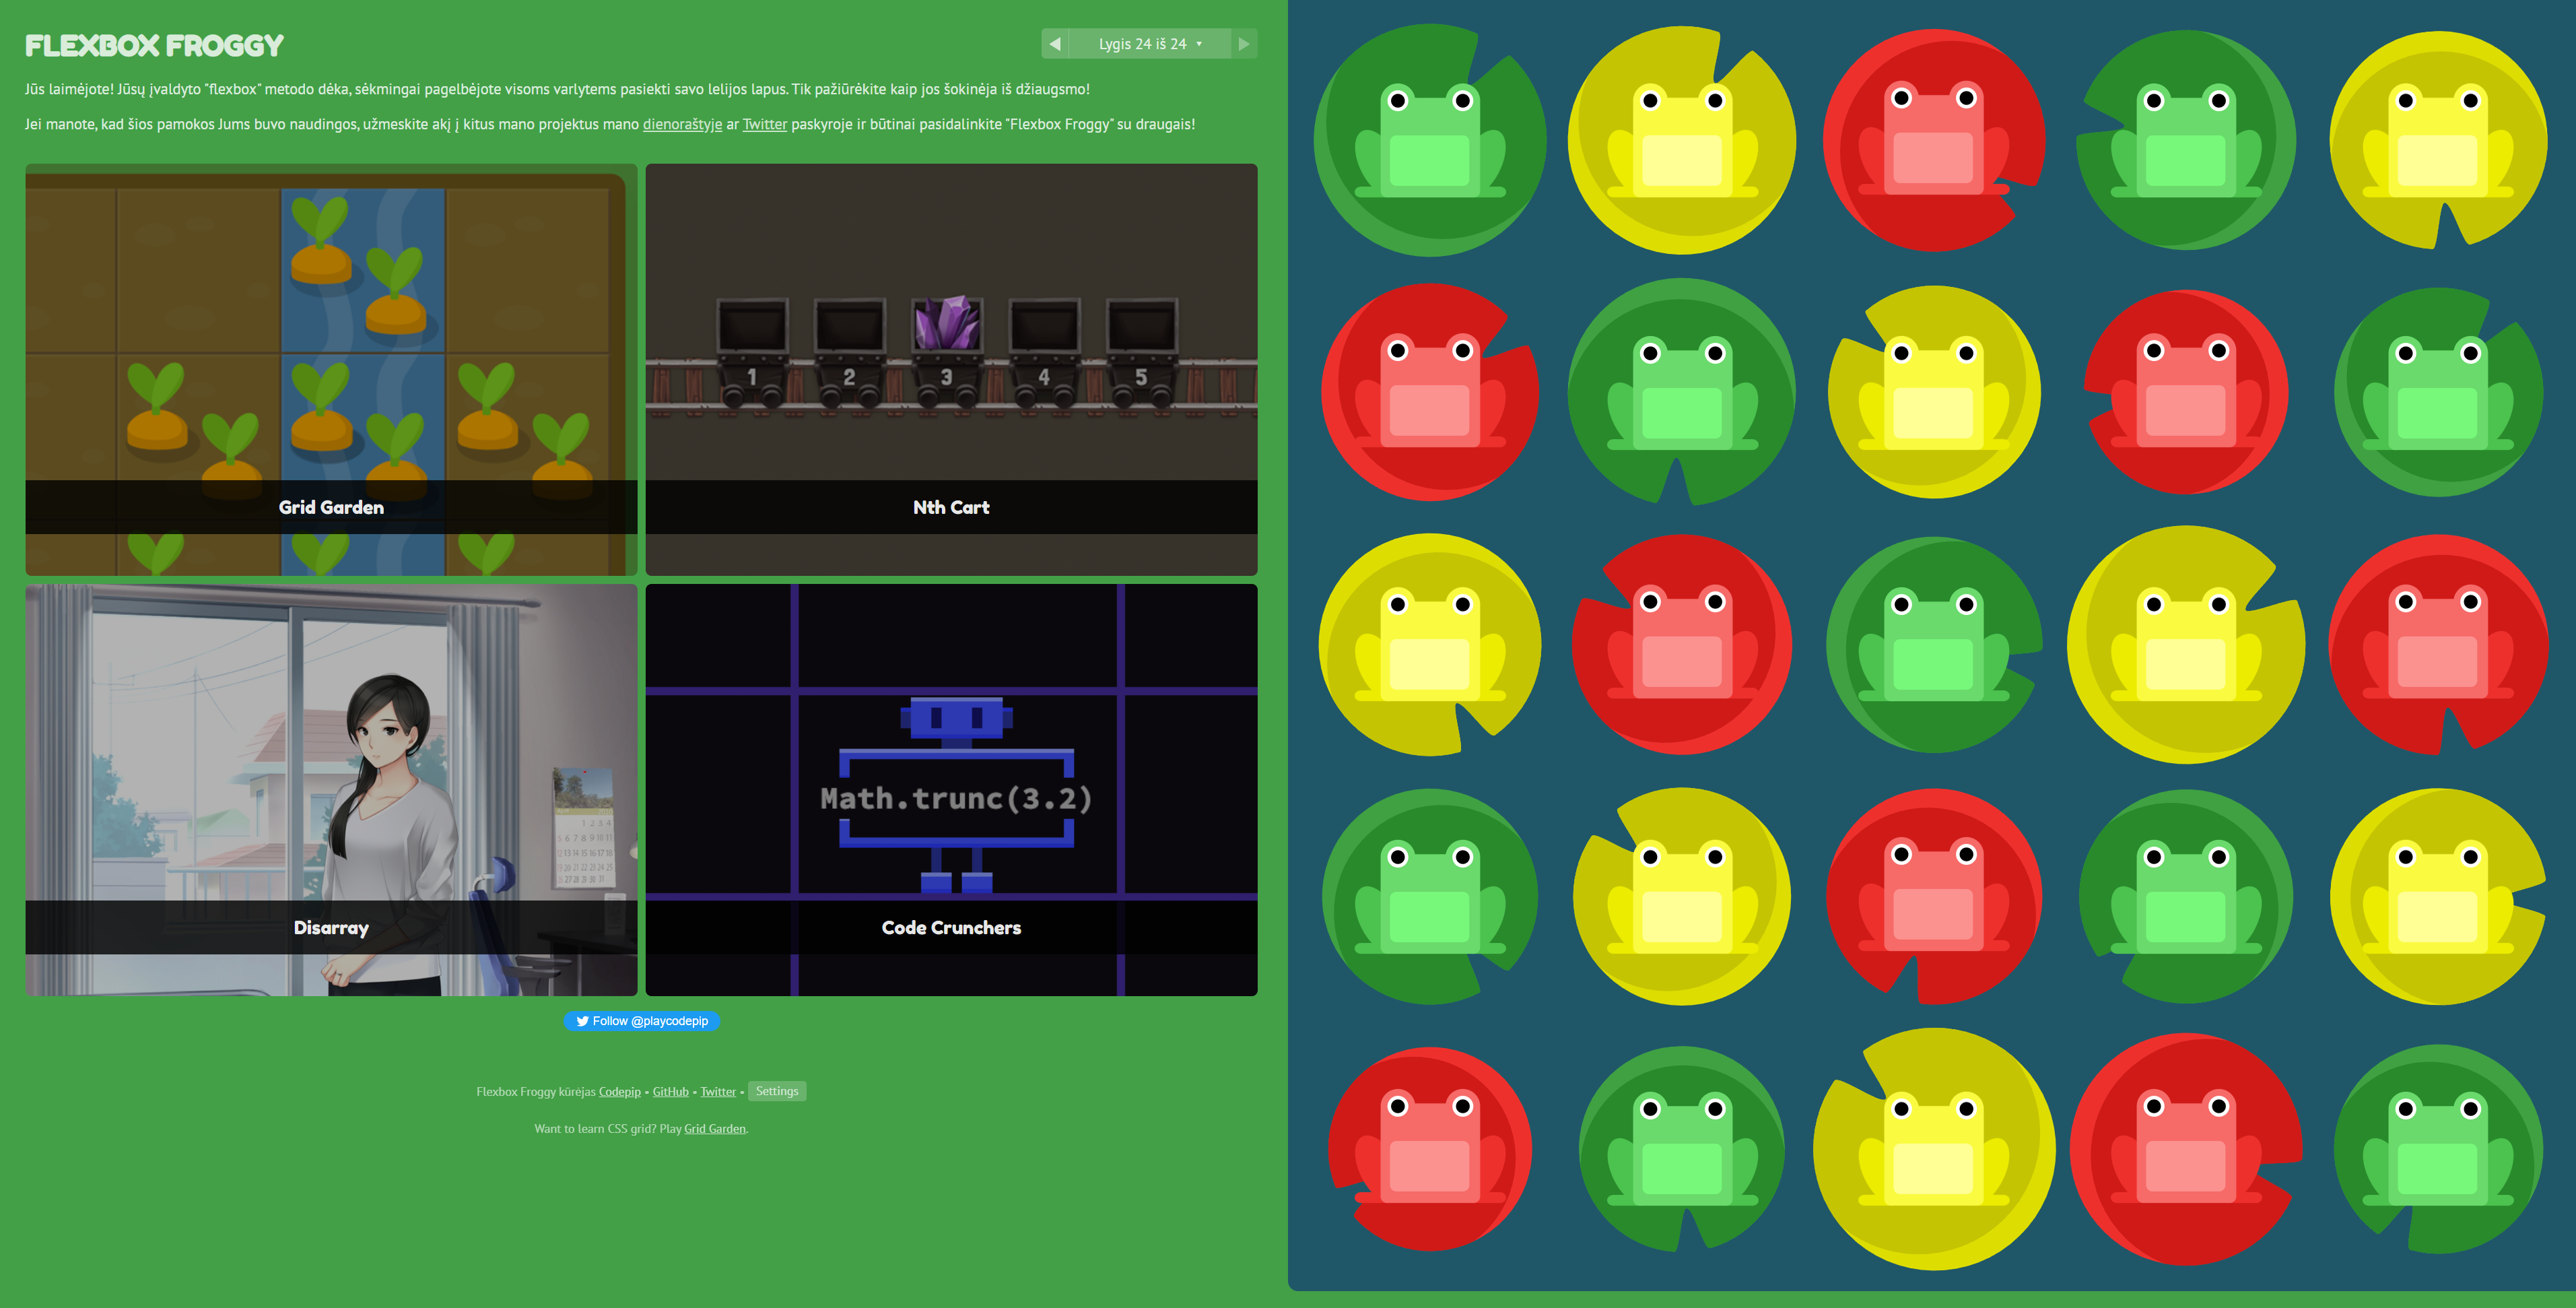 FLEXBOX FROGGY
Lygis 24 iš 24
Jūs laimėjote! Jūsų įvaldyto "flexbox" metodo dėka, sėkmingai pagelbėjote visoms varlytems pasiekti savo lelijos lapus. Tik pažiūrėkite kaip jos šokinėja iš džiaugsmo!
Jei manote, kad šios pamokos Jums buvo naudingos, užmeskite akį į kitus mano projektus mano dienoraštyje ar Twitter paskyroje ir būtinai pasidalinkite "Flexbox Froggy" su draugais!
Grid Garden
1 2 3 4 5
Nth Cart
Disarray
Math.trunc(3.2)
Code Crunchers
Follow @playcodepip
Flexbox Froggy kūrėjas Codepip • GitHub • Twitter • Settings
Want to learn CSS grid? Play Grid Garden.